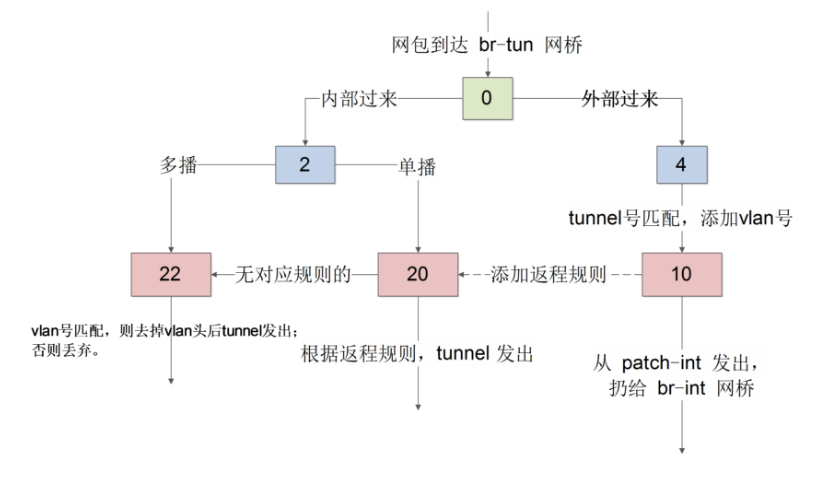 网包到达 br-tun 网桥
0
内部过来
外部过来
多播
2
单播
4
tunnel号匹配，添加vlan号
22
无对应规则的
20
添加返程规则
10
vlan号匹配，则去掉vlan头后tunnel发出；
否则丢弃。
根据返程规则，tunnel 发出
从 patch-int 发出，
扔给 br-int 网桥